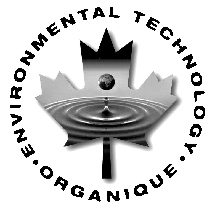 • ENVIRONMENTAL TECHNOLOGY •
ORGANIQUE